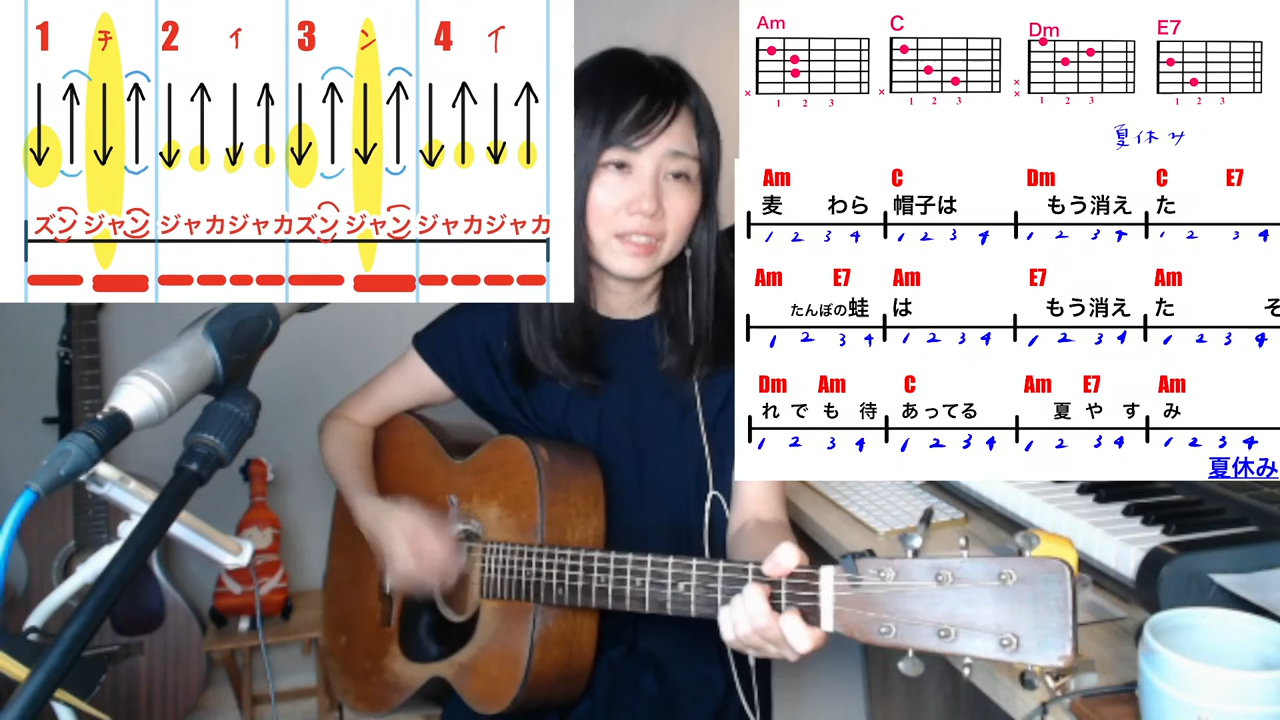 1 チ 2 イ 3 ン 4 イ
ズン ジャン ジャカジャカズン ジャン ジャカジャカ
Am C Dm E7
× 1 2 3 × 1 2 3 × × 1 2 3 1 2 3
夏休み
Am C Dm C E7
麦 わら 帽子は もう消え た
1 2 3 4 1 2 3 4 1 2 3 4 1 2 3 4
Am E7 Am E7 Am
たんぼの蛙 は もう消え た そ
1 2 3 4 1 2 3 4 1 2 3 4 1 2 3 4
Dm Am C Am E7 Am
れ で も 待 あってる 夏 や す み
1 2 3 4 1 2 3 4 1 2 3 4 1 2 3 4
夏休み